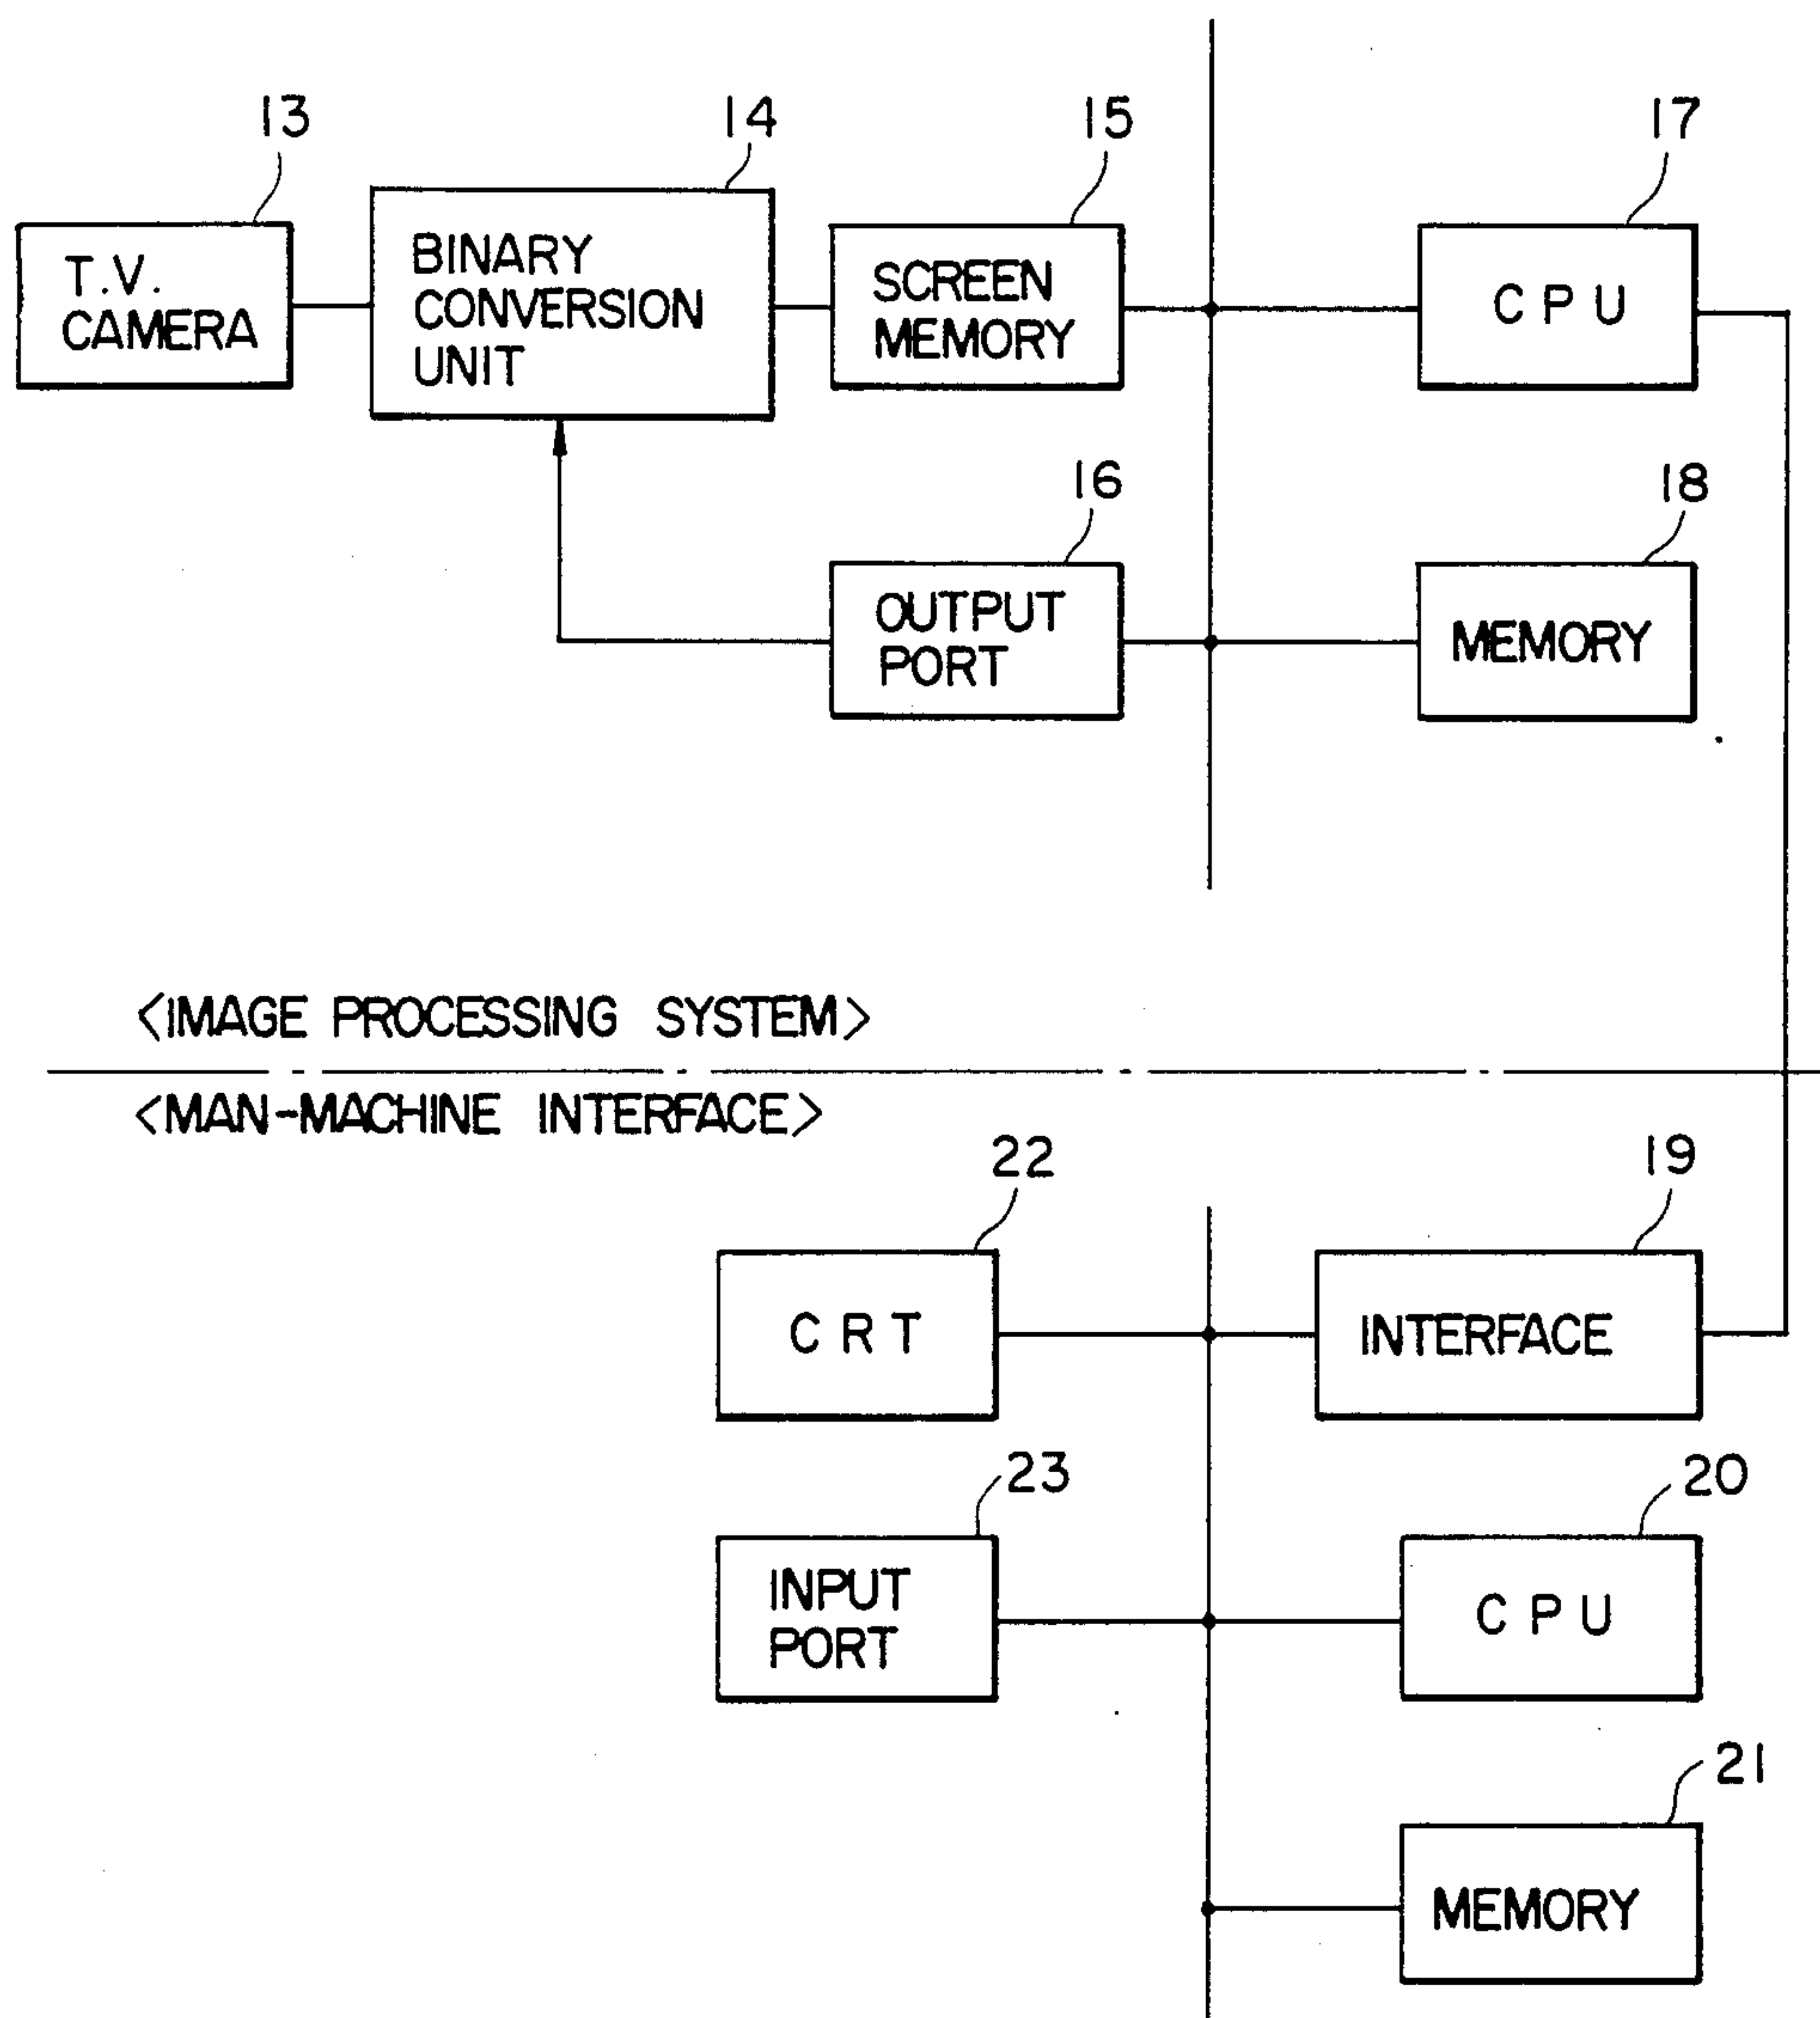 13
14
15
17
T.V.
CAMERA
BINARY
CONVERSION
UNIT
SCREEN
MEMORY
C P U
16
18
OUTPUT
PORT
MEMORY
<IMAGE PROCESSING SYSTEM>
<MAN-MACHINE INTERFACE>
22
19
C R T
INTERFACE
23
20
INPUT
PORT
C P U
21
MEMORY